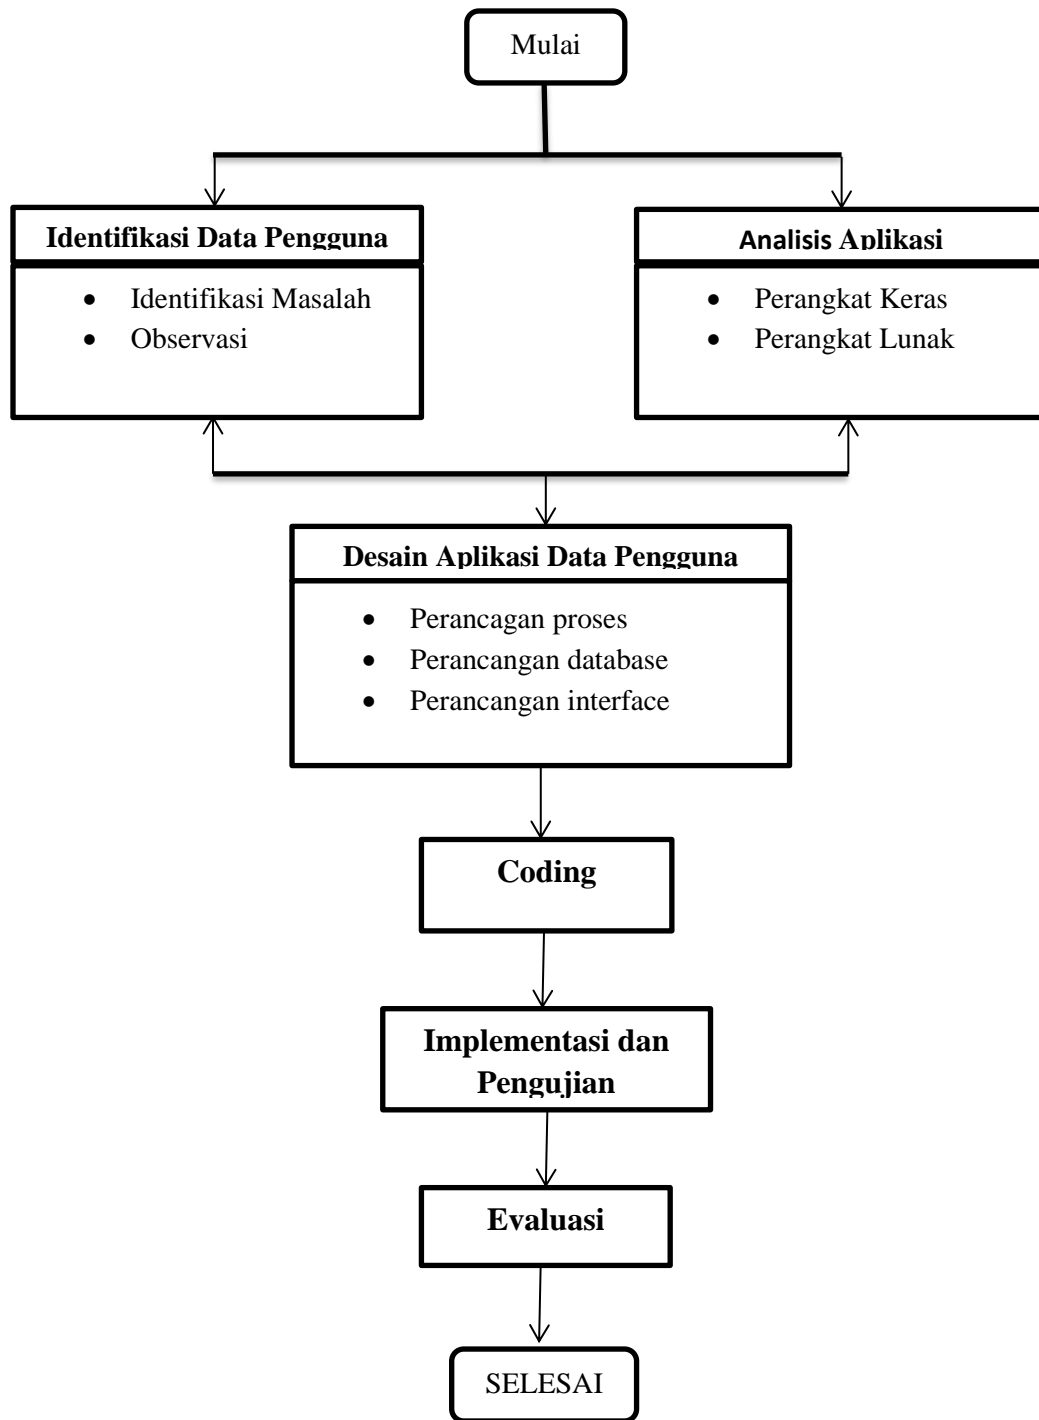 Mulai
Identifikasi Data Pengguna
• Identifikasi Masalah
• Observasi
Analisis Aplikasi
• Perangkat Keras
• Perangkat Lunak
Desain Aplikasi Data Pengguna
• Perancagan proses
• Perancangan database
• Perancangan interface
Coding
Implementasi dan
Pengujian
Evaluasi
SELESAI